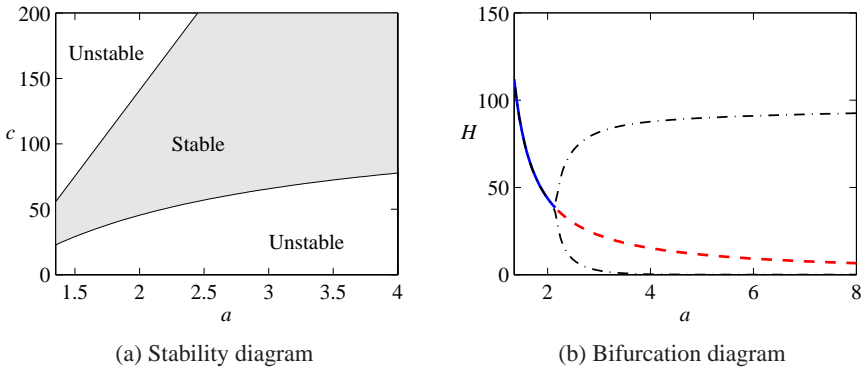 200
150
c
100
50
0
Unstable
Stable
Unstable
1.5
2
2.5
3
3.5
4
a
(a) Stability diagram
150
100
H
50
0
2
4
6
8
a
(b) Bifurcation diagram